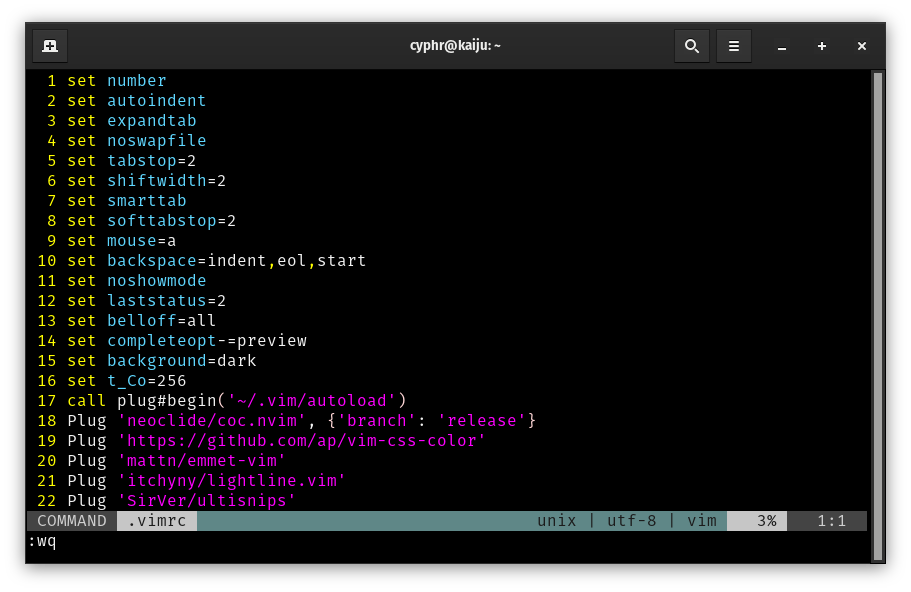 cyphr@kaiju: ~
1 set number
2 set autoindent
3 set expandtab
4 set noswapfile
5 set tabstop=2
6 set shiftwidth=2
7 set smarttab
8 set softtabstop=2
9 set mouse=a
10 set backspace=indent,eol,start
11 set noshowmode
12 set laststatus=2
13 set belloff=all
14 set completeopt-=preview
15 set background=dark
16 set t_Co=256
17 call plug#begin('~/.vim/autoload')
18 Plug 'neoclide/coc.nvim', {'branch': 'release'}
19 Plug 'https://github.com/ap/vim-css-color'
20 Plug 'mattn/emmet-vim'
21 Plug 'itchyny/lightline.vim'
22 Plug 'SirVer/ultisnips'
COMMAND .vimrc unix | utf-8 | vim 3% 1:1
:wq